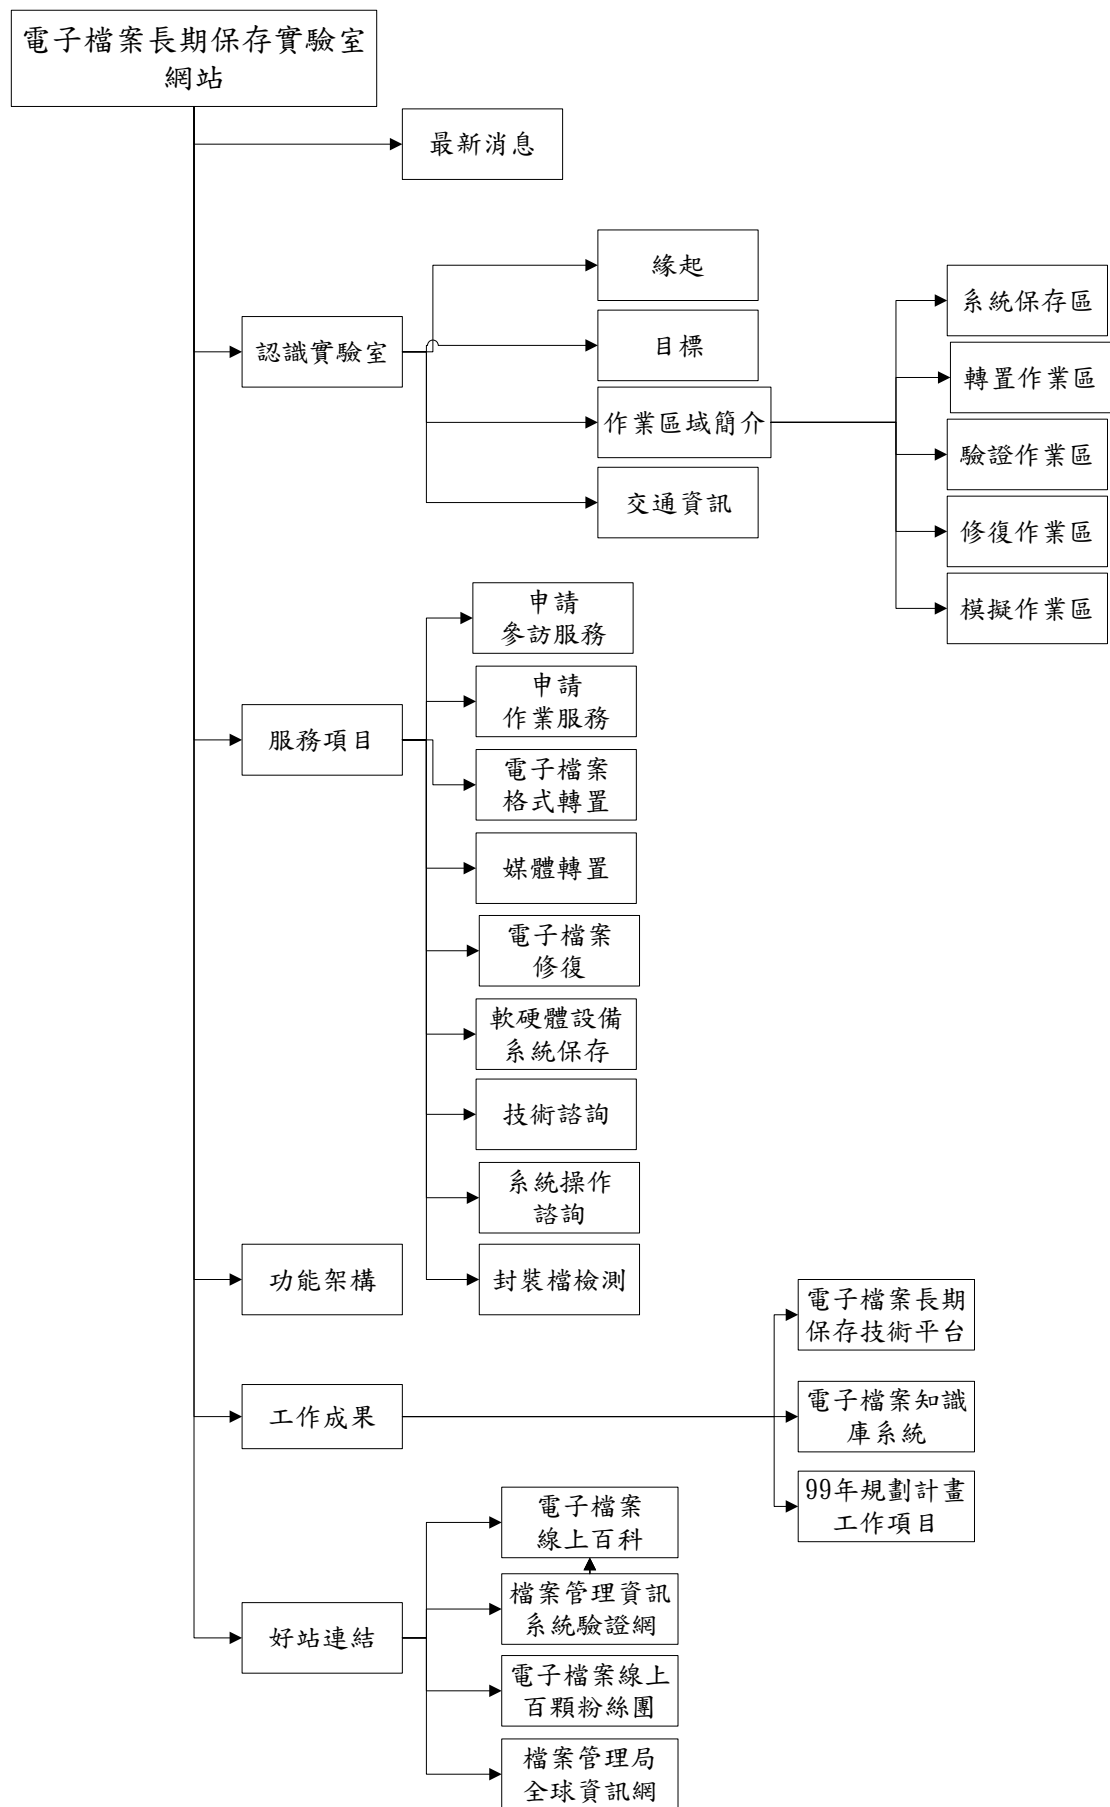 電子檔案長期保存實驗室
網站
最新消息
認識實驗室
緣起
目標
作業區域簡介
交通資訊
系統保存區
轉置作業區
驗證作業區
修復作業區
模擬作業區
服務項目
申請
參訪服務
申請
作業服務
電子檔案
格式轉置
媒體轉置
電子檔案
修復
軟硬體設備
系統保存
技術諮詢
系統操作
諮詢
封裝檔檢測
功能架構
工作成果
電子檔案長期
保存技術平台
電子檔案知識
庫系統
99年規劃計畫
工作項目
好站連結
電子檔案
線上百科
檔案管理資訊
系統驗證網
電子檔案線上
百顆粉絲團
檔案管理局
全球資訊網